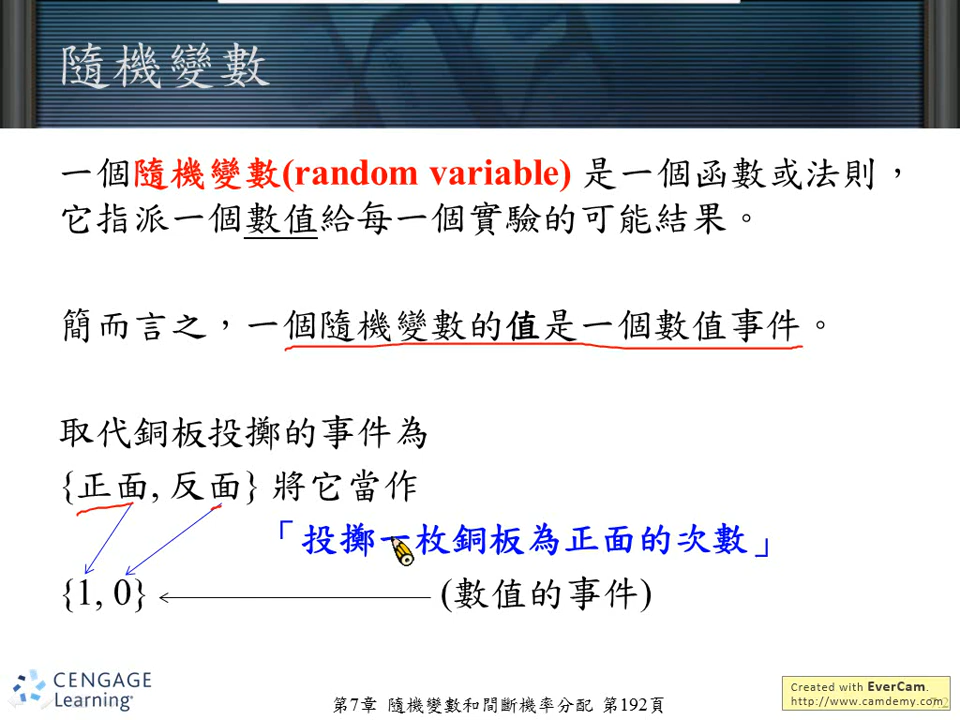 隨機變數
一個隨機變數(random variable) 是一個函數或法則，
它指派一個數值給每一個實驗的可能結果。
簡而言之，一個隨機變數的值是一個數值事件。
取代銅板投擲的事件為
{正面, 反面} 將它當作
「投擲一枚銅板為正面的次數」
{1, 0} (數值的事件)
CENGAGE
Learning™
第7章 隨機變數和間斷機率分配 第192頁
Created with EverCam.
http://www.camdemy.com